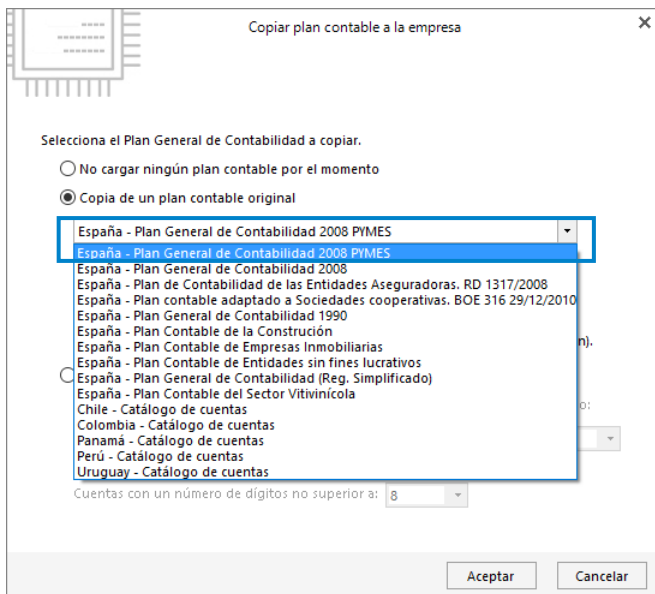 Copiar plan contable a la empresa
Selecciona el Plan General de Contabilidad a copiar.
No cargar ningún plan contable por el momento
Copia de un plan contable original
España - Plan General de Contabilidad 2008 PYMES
España - Plan General de Contabilidad 2008 PYMES
España - Plan General de Contabilidad 2008
España - Plan de Contabilidad de las Entidades Aseguradoras. RD 1317/2008
España - Plan contable adaptado a Sociedades cooperativas. BOE 316 29/12/2010
España - Plan General de Contabilidad 1990
España - Plan Contable de la Construción
España - Plan Contable de Empresas Inmobiliarias
n).
España - Plan Contable de Entidades sin fines lucrativos
España - Plan General de Contabilidad (Reg. Simplificado)
España - Plan Contable del Sector Vitivinícola
Chile - Catálogo de cuentas
o:
Colombia - Catálogo de cuentas
Panamá - Catálogo de cuentas
Perú - Catálogo de cuentas
Uruguay - Catálogo de cuentas
Cuentas con un número de dígitos no superior a: 8
Aceptar Cancelar